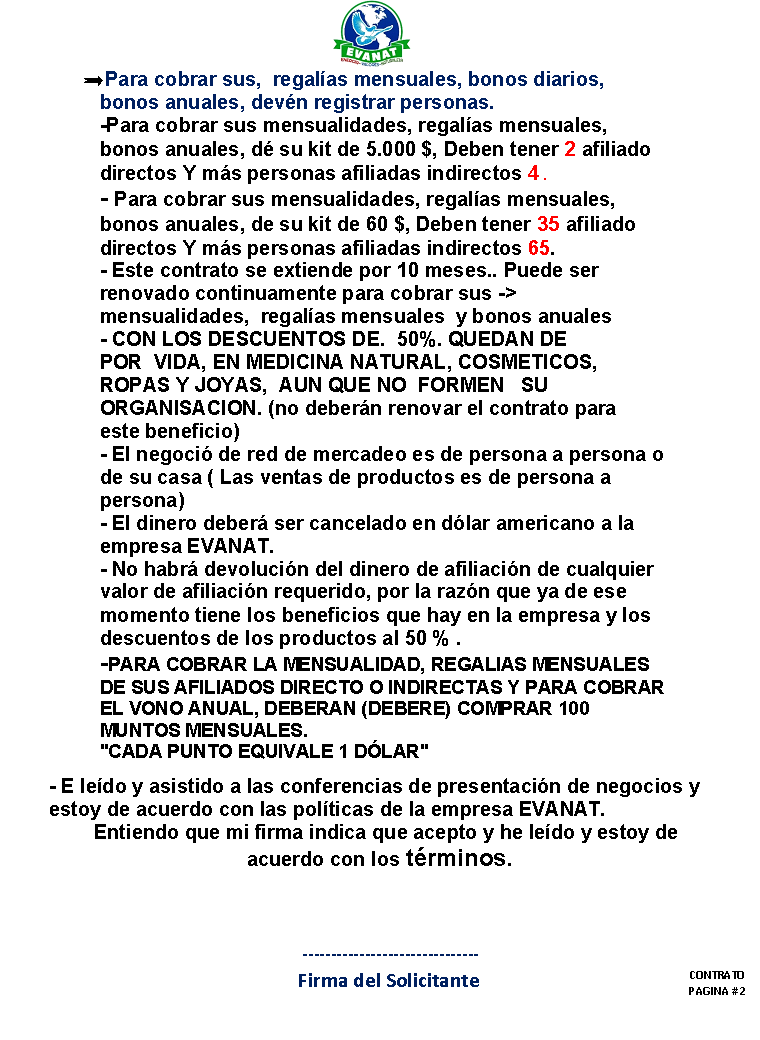 EVANAT
➡Para cobrar sus,  regalías mensuales, bonos diarios,
bonos anuales, devén registrar personas.
-Para cobrar sus mensualidades, regalías mensuales,
bonos anuales, dé su kit de 5.000 $, Deben tener 2 afiliado
directos Y más personas afiliadas indirectos 4 .
- Para cobrar sus mensualidades, regalías mensuales,
bonos anuales, de su kit de 60 $, Deben tener 35 afiliado
directos Y más personas afiliadas indirectos 65.
- Este contrato se extiende por 10 meses.. Puede ser
renovado continuamente para cobrar sus ->
mensualidades,  regalías mensuales  y bonos anuales
- CON LOS DESCUENTOS DE.  50%. QUEDAN DE
POR  VIDA, EN MEDICINA NATURAL, COSMETICOS,
ROPAS Y JOYAS,  AUN QUE NO  FORMEN   SU
ORGANISACION. (no deberán renovar el contrato para
este beneficio)
- El negoció de red de mercadeo es de persona a persona o
de su casa ( Las ventas de productos es de persona a
persona)
- El dinero deberá ser cancelado en dólar americano a la
empresa EVANAT.
- No habrá devolución del dinero de afiliación de cualquier
valor de afiliación requerido, por la razón que ya de ese
momento tiene los beneficios que hay en la empresa y los
descuentos de los productos al 50 % .
-PARA COBRAR LA MENSUALIDAD, REGALIAS MENSUALES
DE SUS AFILIADOS DIRECTO O INDIRECTAS Y PARA COBRAR
EL VONO ANUAL, DEBERAN (DEBERE) COMPRAR 100
MUNTOS MENSUALES.
"CADA PUNTO EQUIVALE 1 DÓLAR"
- E leído y asistido a las conferencias de presentación de negocios y
estoy de acuerdo con las políticas de la empresa EVANAT.
Entiendo que mi firma indica que acepto y he leído y estoy de
acuerdo con los términos.
-------------------------------
Firma del Solicitante
CONTRATO
PAGINA #2